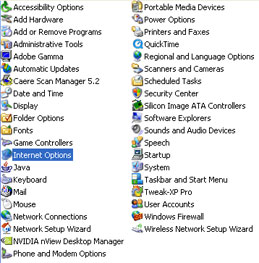 Accessibility Options
Add Hardware
Add or Remove Programs
Administrative Tools
Adobe Gamma
Automatic Updates
Caere Scan Manager 5.2
Date and Time
Display
Folder Options
Fonts
Game Controllers
Internet Options
Java
Keyboard
Mail
Mouse
Network Connections
Network Setup Wizard
NVIDIA nView Desktop Manager
Phone and Modem Options
Portable Media Devices
Power Options
Printers and Faxes
QuickTime
Regional and Language Options
Scanners and Cameras
Scheduled Tasks
Security Center
Silicon Image ATA Controllers
Software Explorers
Sounds and Audio Devices
Speech
Startup
System
Taskbar and Start Menu
Tweak-XP Pro
User Accounts
Windows Firewall
Wireless Network Setup Wizard